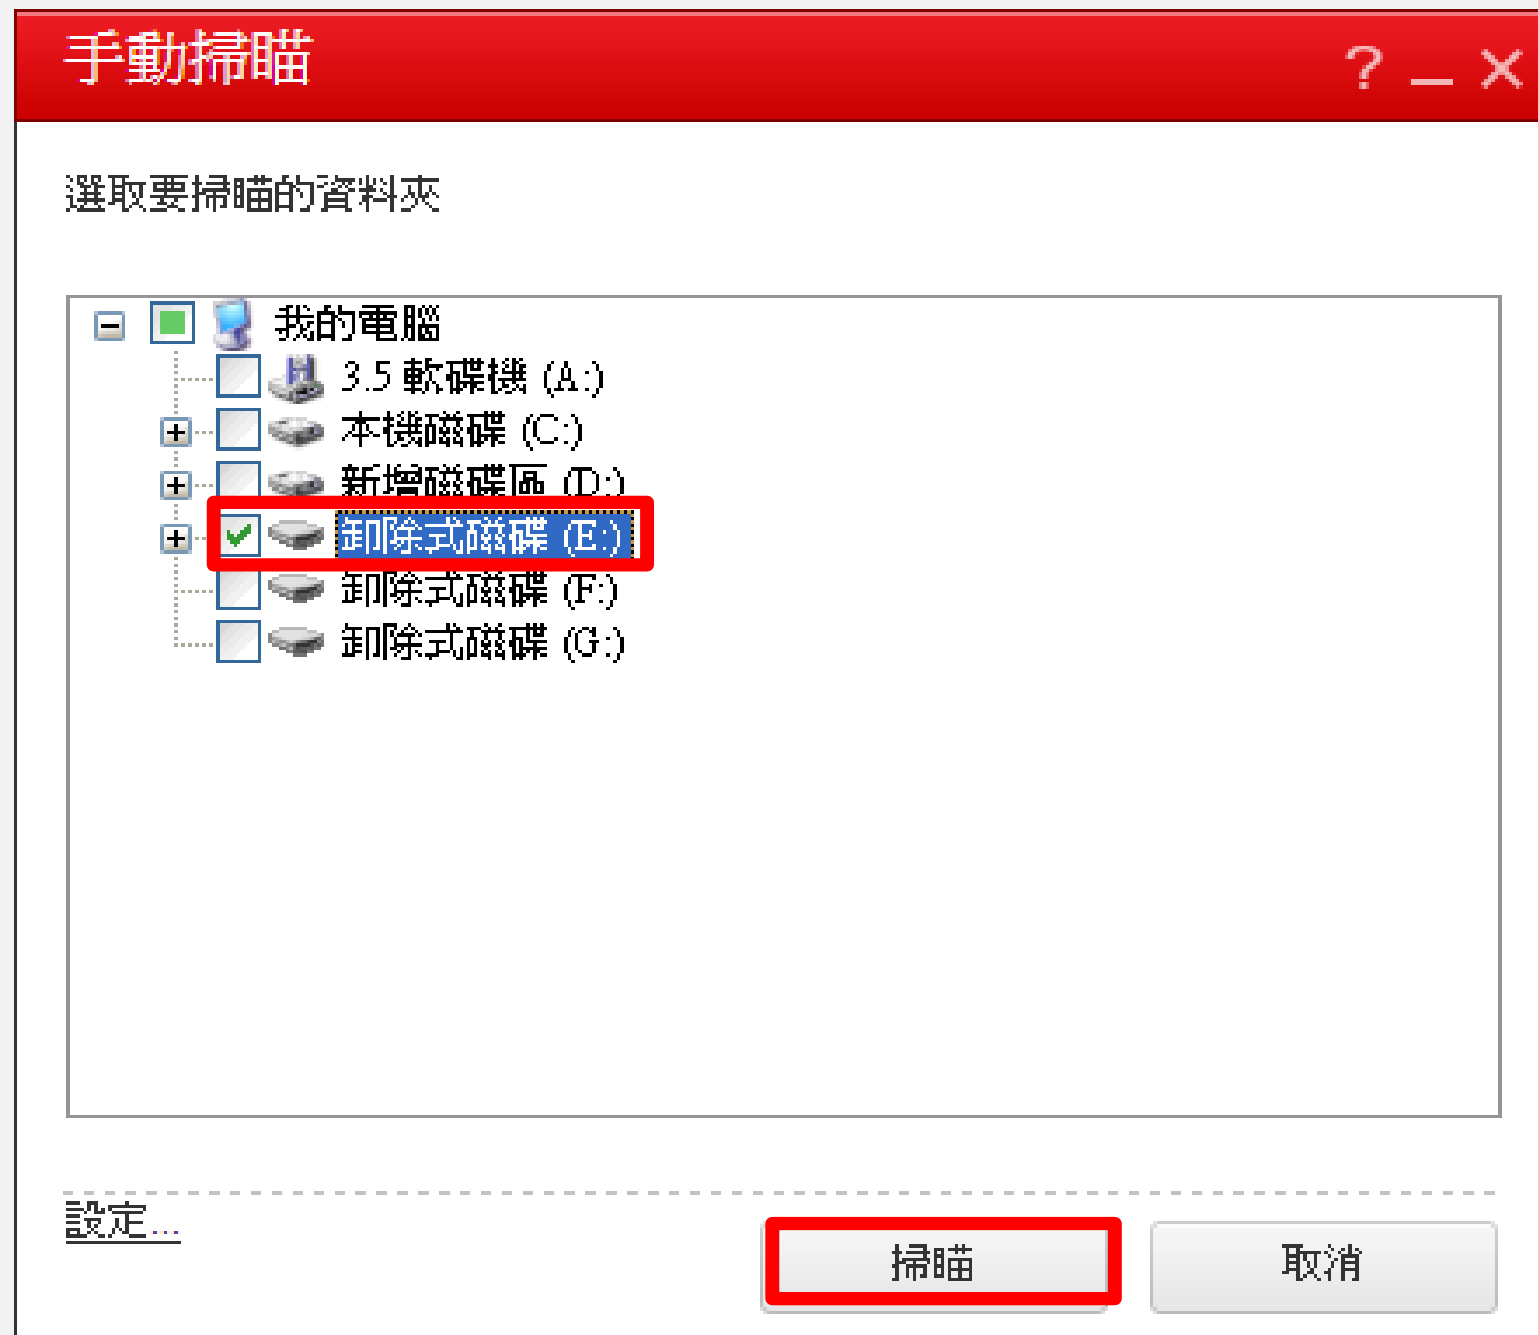 手動掃瞄
選取要掃瞄的資料夾
我的電腦
3.5 軟碟機 (A:)
本機磁碟 (C:)
新增磁碟區 (D:)
卸除式磁碟 (E:)
卸除式磁碟 (F:)
卸除式磁碟 (G:)
設定...
掃瞄 取消